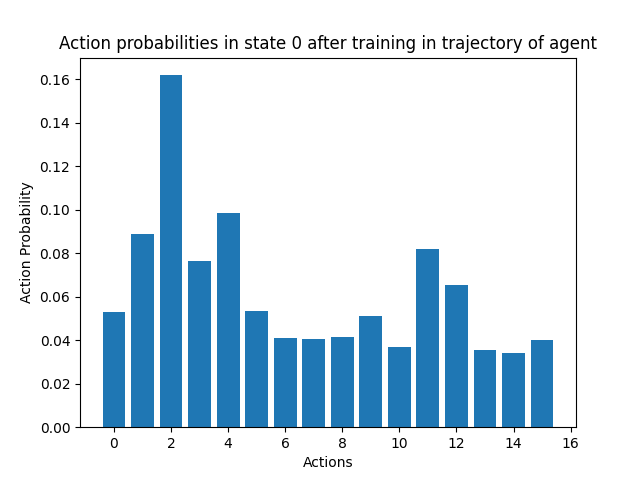 Action probabilities in state 0 after training in trajectory of agent
0.16
0.14
0.12
0.10
0.08
0.06
0.04
0.02
0.00
Action Probability
0 2 4 6 8 10 12 14 16
Actions